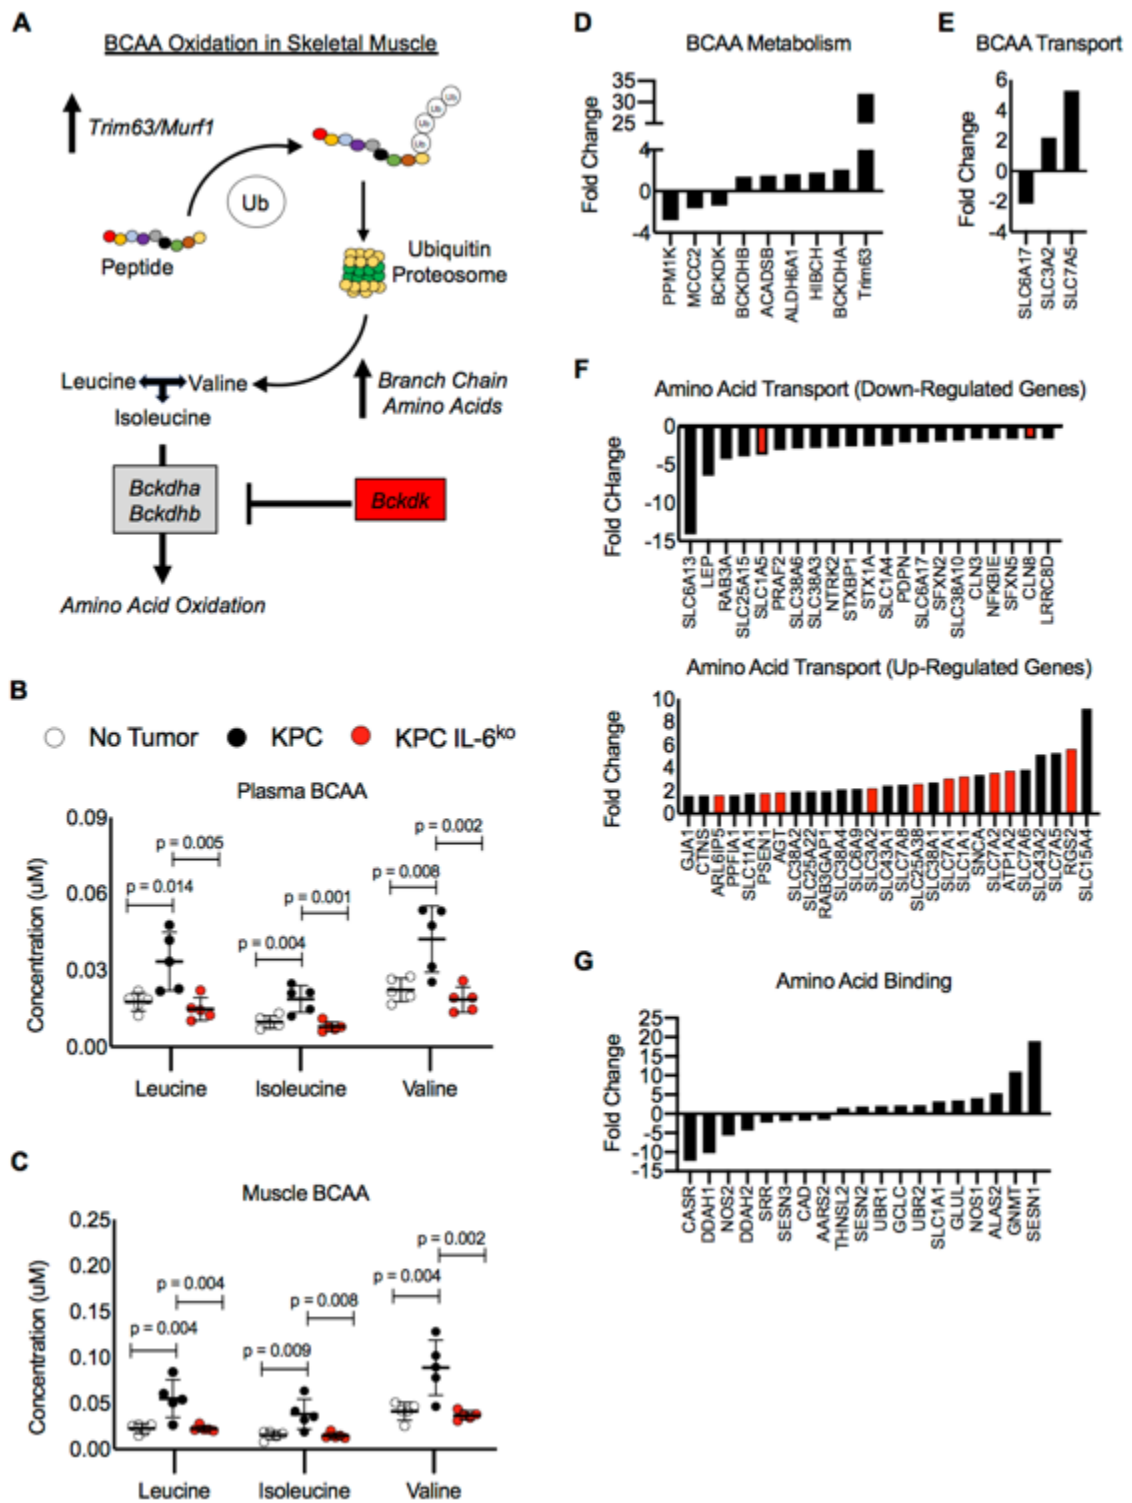 A
BCAA Oxidation in Skeletal Muscle
Trim63/Murf1
Ub
Ub
Ub
Ub
Ub
Peptide
Ubiquitin
Proteosome
Leucine
Valine
Isoleucine
Branch Chain
Amino Acids
Bckdha
Bckdhb
Bckdk
Amino Acid Oxidation
B
No Tumor
KPC
KPC IL-6ko
Plasma BCAA
Concentration (uM)
0.09
0.06
0.03
0.00
p = 0.014
p = 0.005
p = 0.004
p = 0.001
p = 0.008
p = 0.002
Leucine
Isoleucine
Valine
C
Muscle BCAA
Concentration (uM)
0.25
0.20
0.15
0.10
0.05
0.00
p = 0.004
p = 0.004
p = 0.009
p = 0.008
p = 0.004
p = 0.002
Leucine
Isoleucine
Valine
D
BCAA Metabolism
Fold Change
35
30
25
4
0
-4
PPM1K
MCCC2
BCKDK
BCKDHB
ACADSB
ALDH6A1
HIBCH
BCKDHA
Trim63
E
BCAA Transport
Fold Change
6
4
2
0
-2
-4
SLC6A17
SLC3A2
SLC7A5
F
Amino Acid Transport (Down-Regulated Genes)
Fold CHange
0
-5
-10
-15
SLC6A13
LEP
RAB3A
SLC25A15
SLC1A5
PRAF2
SLC38A6
SLC38A3
NTRK2
STXBP1
STX1A
SLC1A4
PDPN
SLC6A17
SFXN2
SLC38A10
CLN3
NFKBIE
SFXN5
CLN8
LRRC8D
Amino Acid Transport (Up-Regulated Genes)
Fold Change
10
8
6
4
2
0
GJA1
CTNS
ARL6IP5
PPFIA1
SLC11A1
PSEN1
AGT
SLC38A2
SLC25A22
RAB3GAP1
SLC38A4
SLC6A9
SLC3A2
SLC43A1
SLC7A8
SLC25A38
SLC38A1
SLC7A1
SLC1A1
SNCA
SLC7A2
ATP1A2
SLC7A6
SLC43A2
SLC7A5
RGS2
SLC15A4
G
Amino Acid Binding
Fold Change
25
20
15
10
5
0
-5
-10
-15
CASR
DDAH1
NOS2
DDAH2
SRR
SESN3
CAD
AARS2
THNSL2
SESN2
UBR1
GCLC
UBR2
SLC1A1
GLUL
NOS1
ALAS2
GNMT
SESN1